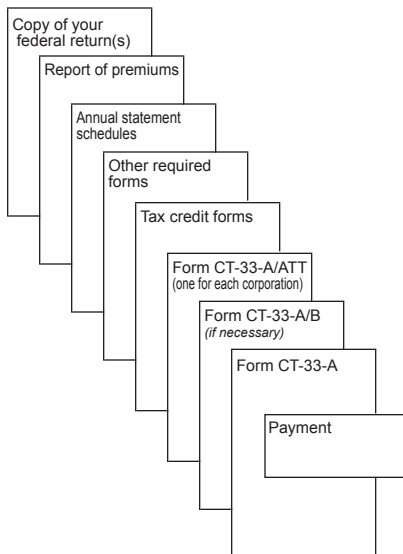 Copy of your
federal return(s)
Report of premiums
Annual statement
schedules
Other required
forms
Tax credit forms
Form CT-33-A/ATT
(one for each corporation)
Form CT-33-A/B
(if necessary)
Form CT-33-A
Payment